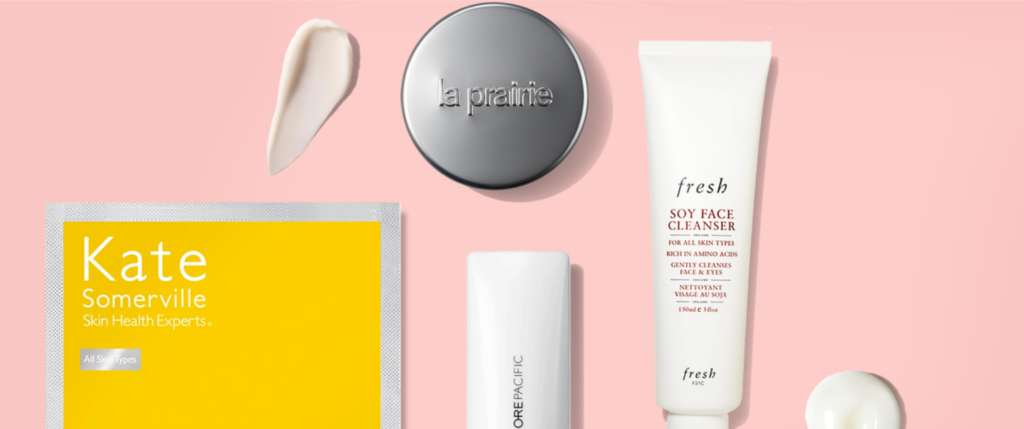 la prairie
Kate
Somerville
Skin Health Experts
All Skin Types
OREPACIFIC
fresh
SOY FACE
CLEANSER
FOR ALL SKIN TYPES
RICH IN AMINO ACIDS
GENTLY CLEANSES
FACE & EYES
NETTOYANT
VISAGE AU SOJA
150ml e 5 fl oz
fresh